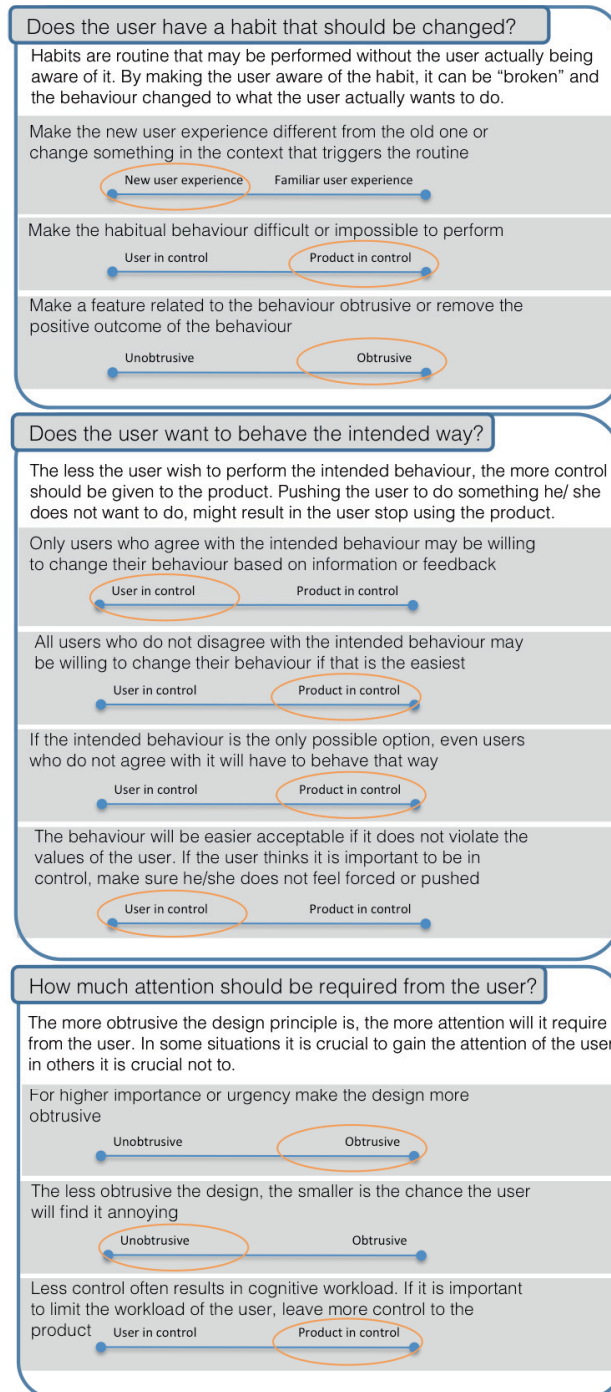 Does the user have a habit that should be changed?
Habits are routine that may be performed without the user actually being
aware of it. By making the user aware of the habit, it can be “broken” and
the behaviour changed to what the user actually wants to do.
Make the new user experience different from the old one or
change something in the context that triggers the routine
New user experience Familiar user experience
Make the habitual behaviour difficult or impossible to perform
User in control Product in control
Make a feature related to the behaviour obtrusive or remove the
positive outcome of the behaviour
Unobtrusive Obtrusive
Does the user want to behave the intended way?
The less the user wish to perform the intended behaviour, the more control
should be given to the product. Pushing the user to do something he/ she
does not want to do, might result in the user stop using the product.
Only users who agree with the intended behaviour may be willing
to change their behaviour based on information or feedback
User in control Product in control
All users who do not disagree with the intended behaviour may
be willing to change their behaviour if that is the easiest
User in control Product in control
If the intended behaviour is the only possible option, even users
who do not agree with it will have to behave that way
User in control Product in control
The behaviour will be easier acceptable if it does not violate the
values of the user. If the user thinks it is important to be in
control, make sure he/she does not feel forced or pushed
User in control Product in control
How much attention should be required from the user?
The more obtrusive the design principle is, the more attention will it require
from the user. In some situations it is crucial to gain the attention of the user
in others it is crucial not to.
For higher importance or urgency make the design more
obtrusive
Unobtrusive Obtrusive
The less obtrusive the design, the smaller is the chance the user
will find it annoying
Unobtrusive Obtrusive
Less control often results in cognitive workload. If it is important
to limit the workload of the user, leave more control to the
product User in control Product in control